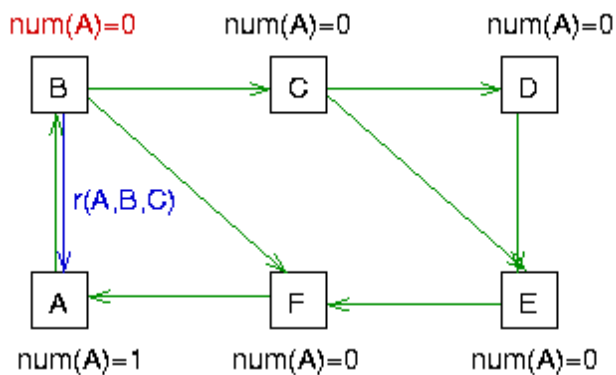 num(A)=0 num(A)=0 num(A)=0
B C D
r(A,B,C)
A F E
num(A)=1 num(A)=0 num(A)=0